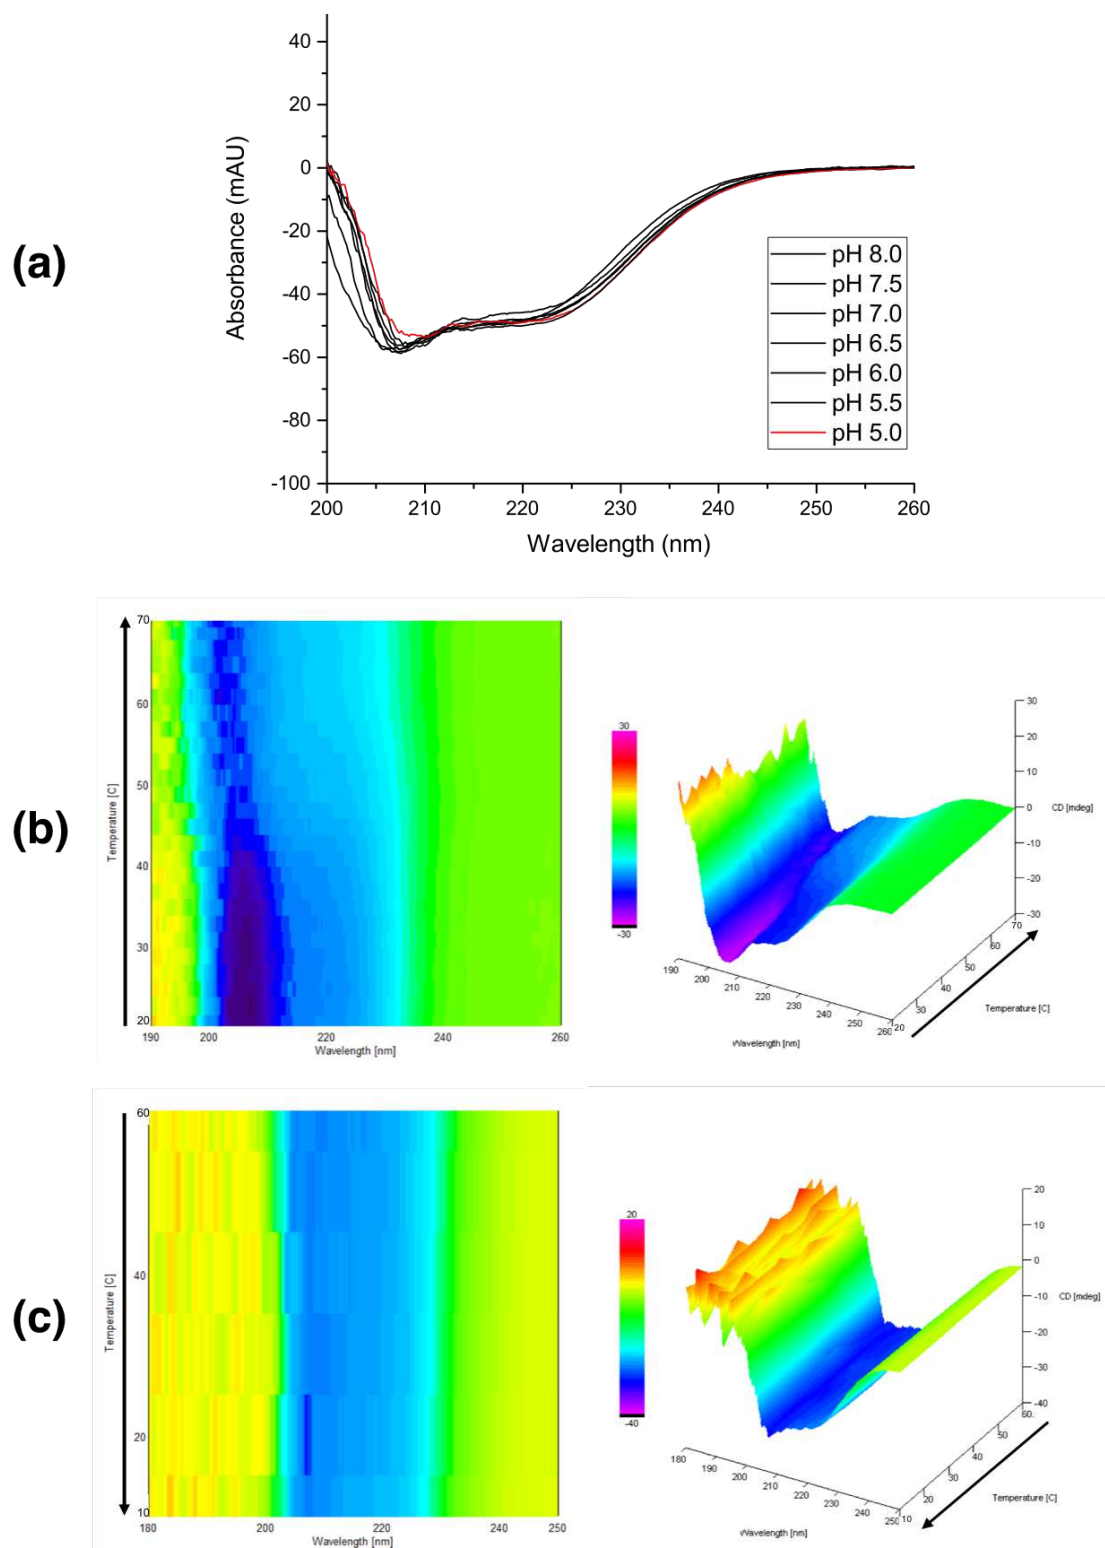 (a)
Absorbance (mAU)
40
20
0
-20
-40
-60
-80
-100
200 210 220 230 240 250 260
Wavelength (nm)
pH 8.0
pH 7.5
pH 7.0
pH 6.5
pH 6.0
pH 5.5
pH 5.0
(b)
Temperature [C]
70
60
50
40
30
20
190 200 220 240 260
Wavelength [nm]
30
-30
30
20
10
0
-10
-20
-30
CD [mdeg]
190 200 210 220 230 240 250 260
Wavelength [nm]
20 30 40 50 60 70
Temperature [C]
(c)
Temperature [C]
60
40
20
10
180 200 220 250
Wavelength [nm]
20
-40
20
10
0
-10
-20
-30
-40
CD [mdeg]
180 190 200 210 220 230 240 250
Wavelength [nm]
10 20 30 40 50 60
Temperature [C]